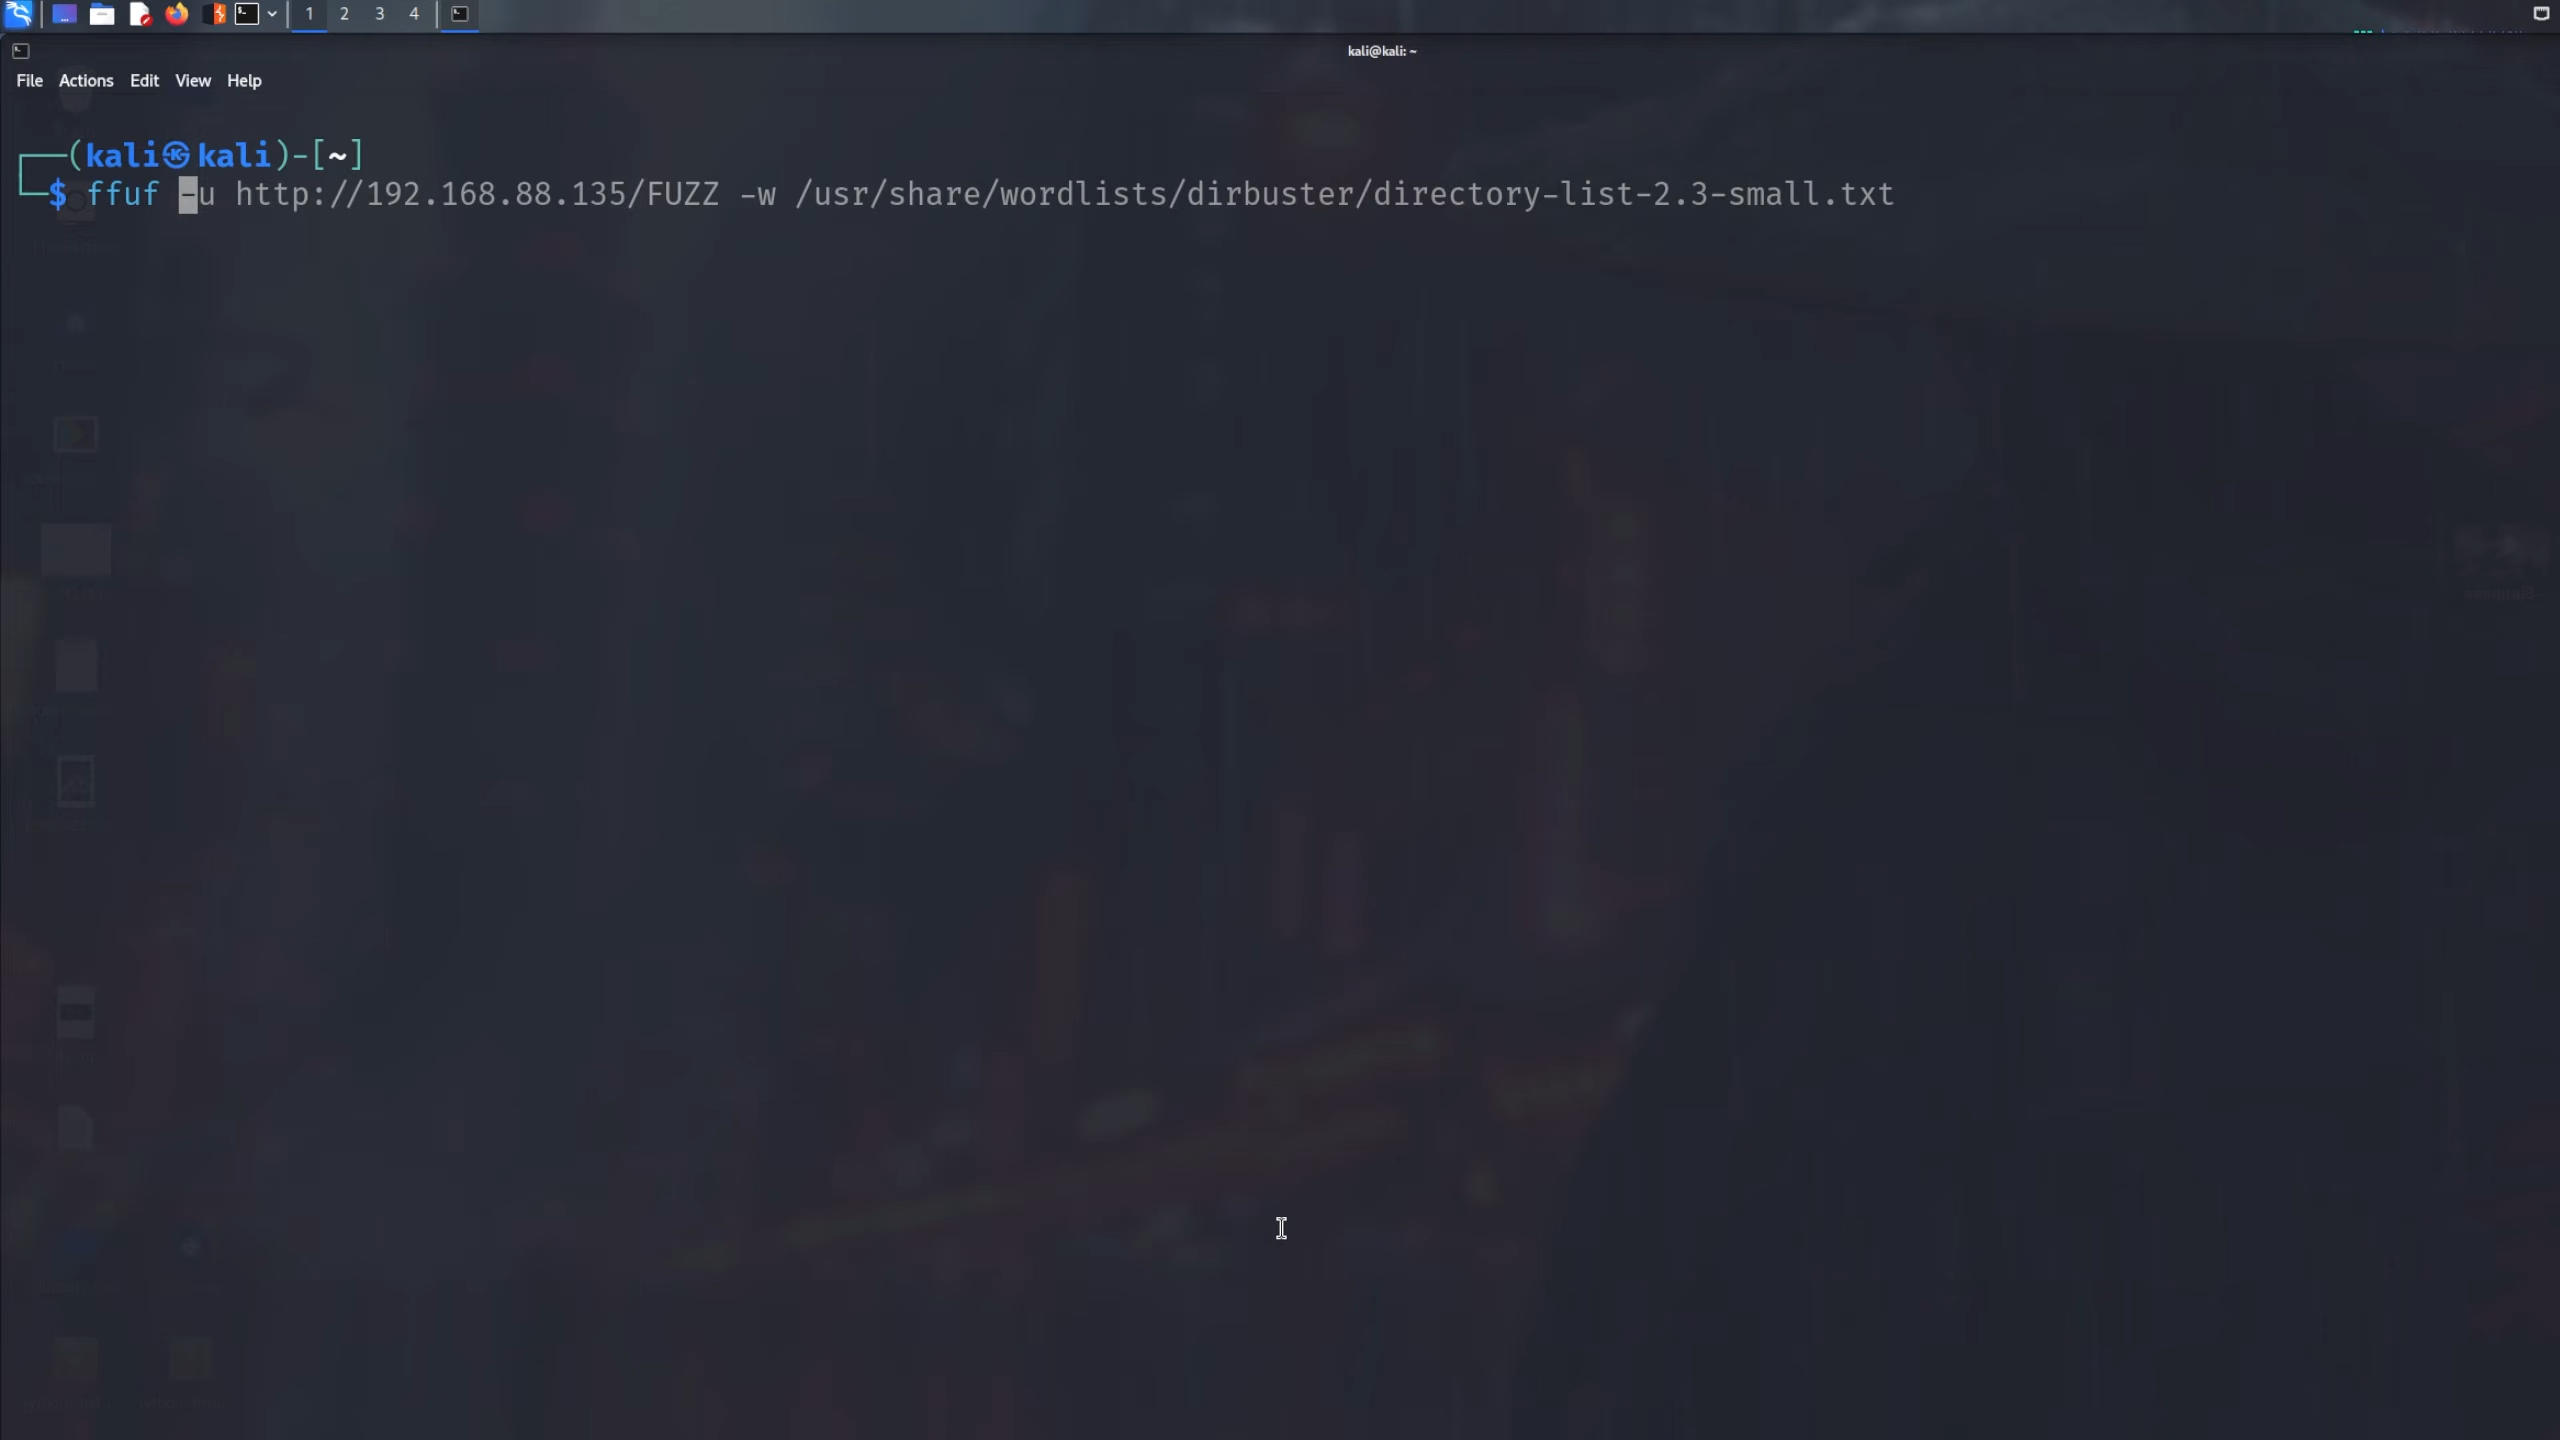 1 2 3 4
kali@kali: ~
File Actions Edit View Help
┌──(kali㉿kali)-[~]
└─$ ffuf -u http://192.168.88.135/FUZZ -w /usr/share/wordlists/dirbuster/directory-list-2.3-small.txt